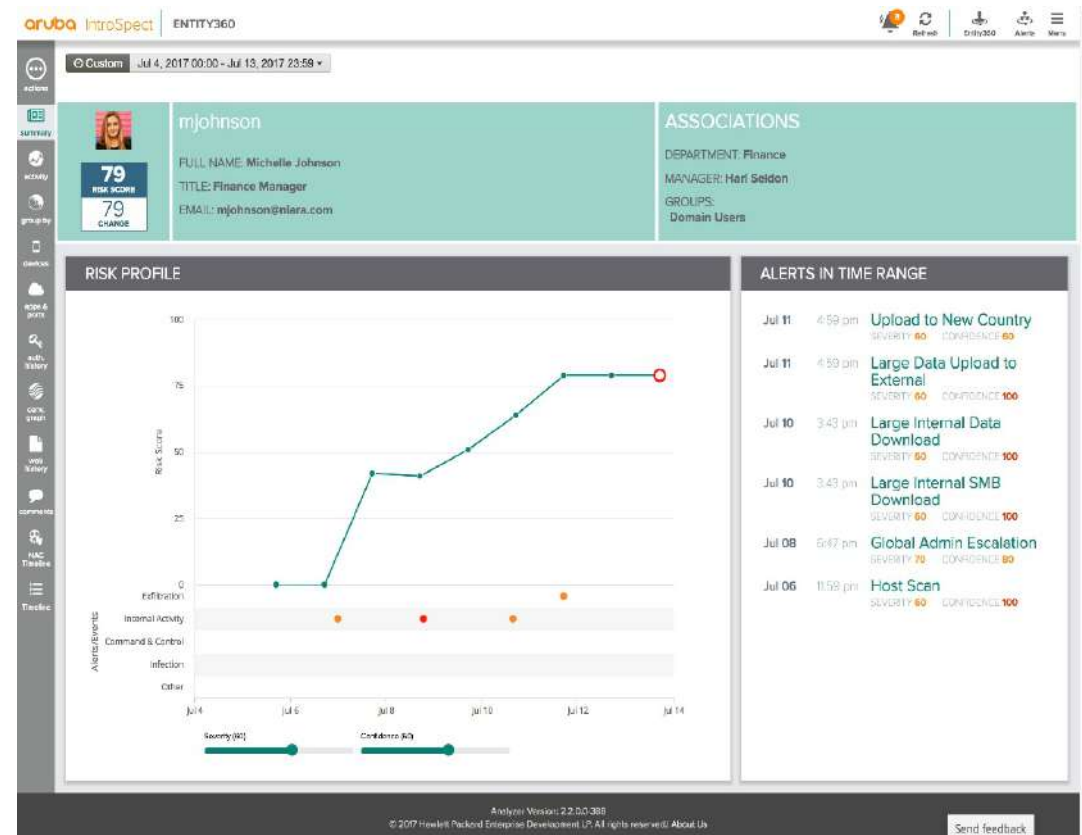 aruba IntroSpect ENTITY360
Refresh Entity360 Alerts Menu
Custom Jul 4, 2017 00:00 - Jul 13, 2017 23:59
actions
summary
activity
group by
devices
apps & ports
auth. history
conv. graph
web history
comments
NAC Timeline
Timeline
79
RISK SCORE
79
CHANGE
mjohnson
FULL NAME: Michelle Johnson
TITLE: Finance Manager
EMAIL: mjohnson@niara.com
ASSOCIATIONS
DEPARTMENT: Finance
MANAGER: Hari Seldon
GROUPS:
Domain Users
RISK PROFILE
100
75
50
25
0
Risk Score
Exfiltration
Internal Activity
Command & Control
Infection
Other
Alerts/Events
Jul 4 Jul 6 Jul 8 Jul 10 Jul 12 Jul 14
Severity (60) Confidence (60)
ALERTS IN TIME RANGE
Jul 11 4:59 pm Upload to New Country
SEVERITY 60 CONFIDENCE 60
Jul 11 4:59 pm Large Data Upload to
External
SEVERITY 60 CONFIDENCE 100
Jul 10 3:43 pm Large Internal Data
Download
SEVERITY 60 CONFIDENCE 100
Jul 10 3:43 pm Large Internal SMB
Download
SEVERITY 60 CONFIDENCE 100
Jul 08 pm Global Admin Escalation
SEVERITY 70 CONFIDENCE 80
Jul 06 11:59 pm Host Scan
SEVERITY 60 CONFIDENCE 100
Analyzer Version: 2.2.0.0-388
© 2017 Hewlett Packard Enterprise Development LP. All rights reserved. About Us
Send feedback